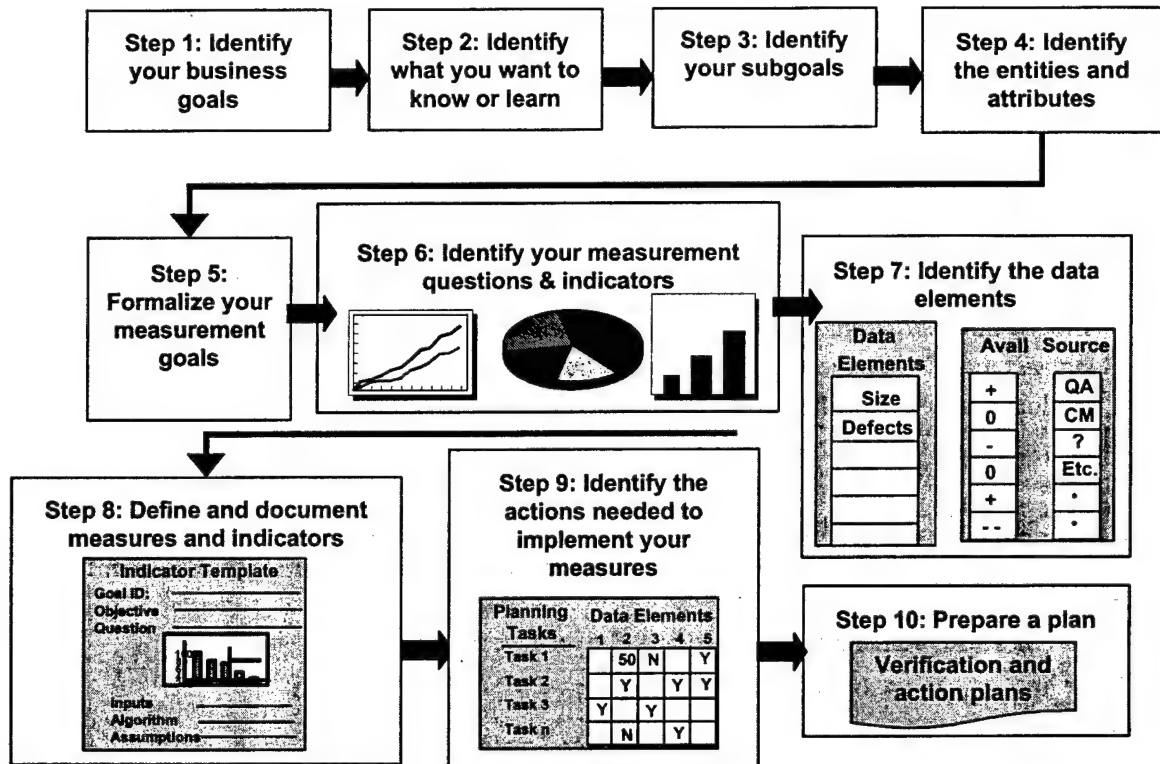 Step 1: Identify
your business
goals
Step 2: Identify
what you want to
know or learn
Step 3: Identify
your subgoals
Step 4: Identify
the entities and
attributes
Step 5:
Formalize your
measurement
goals
Step 6: Identify your measurement
questions & indicators
Step 7: Identify the data
elements
Data
Elements
Size
Defects
Avail Source
+ QA
0 CM
- ?
0 Etc.
+ •
-- •
Step 8: Define and document
measures and indicators
Indicator Template
Goal ID:
Objective
Question
Inputs
Algorithm
Assumptions
Step 9: Identify the
actions needed to
implement your
measures
Planning
Tasks
Data Elements
1 2 3 4 5
Task 1 50 N Y
Task 2 Y Y Y
Task 3 Y Y
Task n N Y
Step 10: Prepare a plan
Verification and
action plans